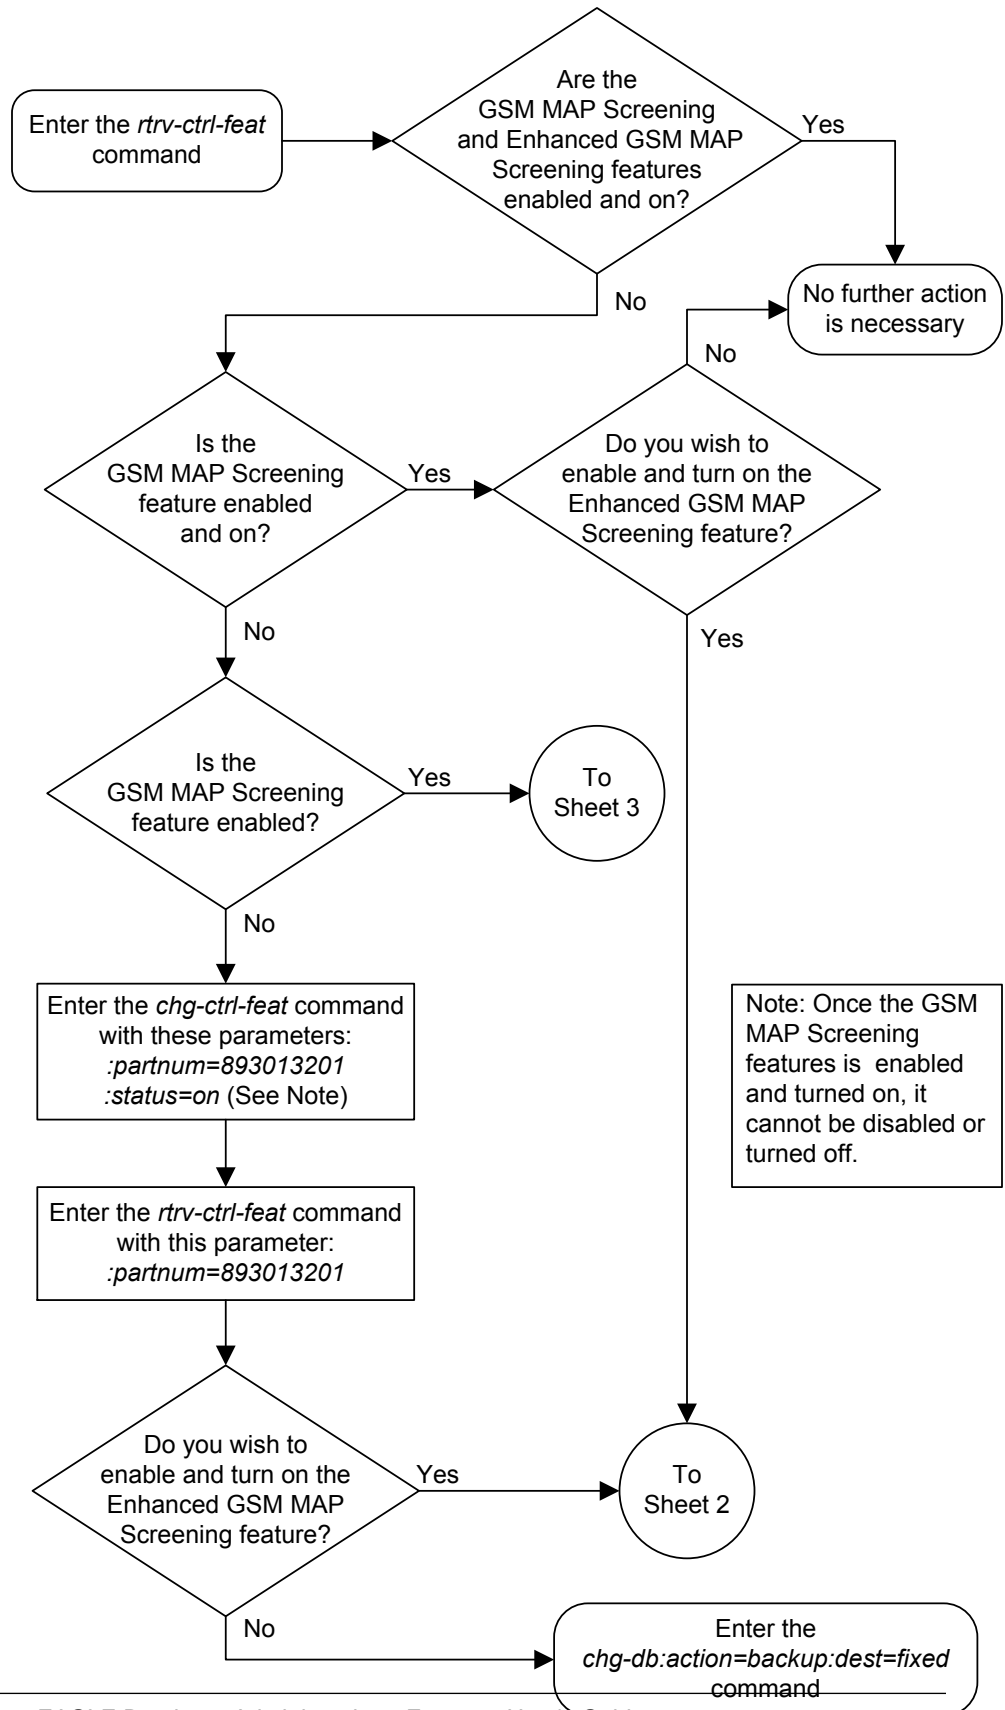 Enter the rtrv-ctrl-feat
command
Are the
GSM MAP Screening
and Enhanced GSM MAP
Screening features
enabled and on?
Yes
No further action
is necessary
No
Is the
GSM MAP Screening
feature enabled
and on?
Yes
Do you wish to
enable and turn on the
Enhanced GSM MAP
Screening feature?
No
Yes
No
Is the
GSM MAP Screening
feature enabled?
Yes
To
Sheet 3
No
Enter the chg-ctrl-feat command
with these parameters:
:partnum=893013201
:status=on (See Note)
Note: Once the GSM
MAP Screening
features is enabled
and turned on, it
cannot be disabled or
turned off.
Enter the rtrv-ctrl-feat command
with this parameter:
:partnum=893013201
Do you wish to
enable and turn on the
Enhanced GSM MAP
Screening feature?
Yes
To
Sheet 2
No
Enter the
chg-db:action=backup:dest=fixed
command